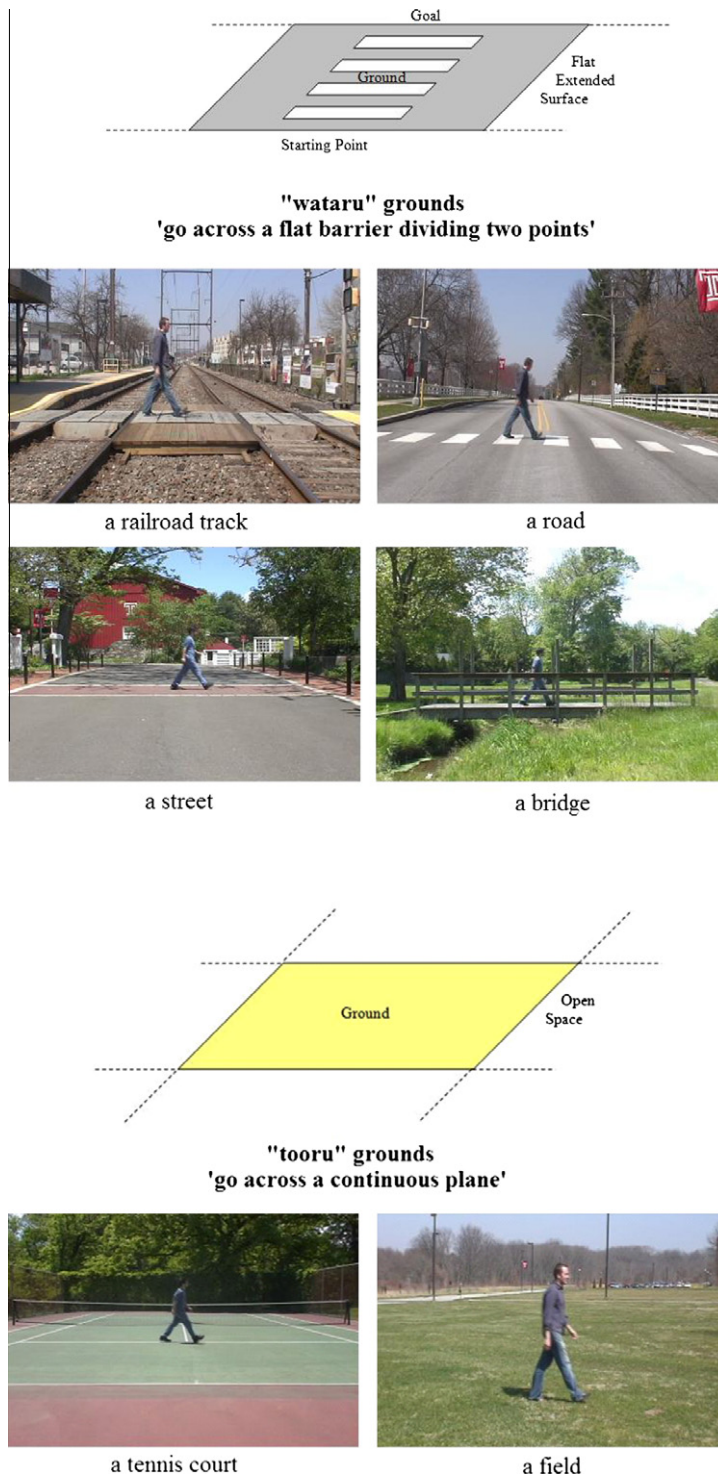 Goal
Ground
Flat
Extended
Surface
Starting Point
"wataru" grounds
'go across a flat barrier dividing two points'
a railroad track
a road
a street
a bridge
Ground
Open
Space
"tooru" grounds
'go across a continuous plane'
a tennis court
a field